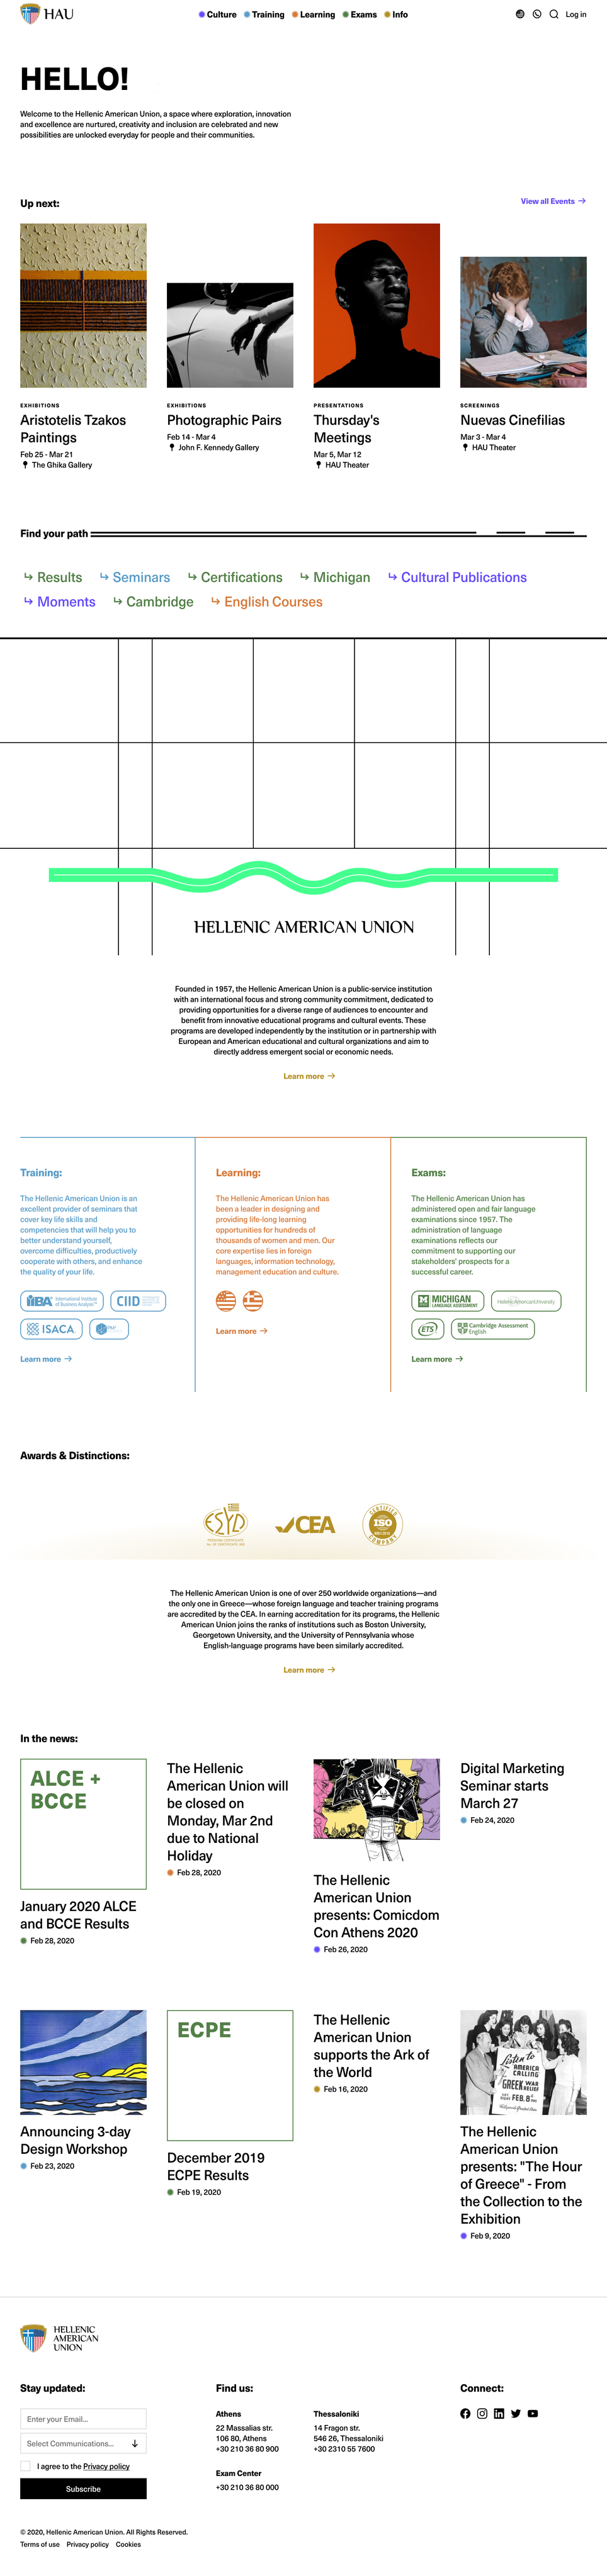 HAU
Culture Training Learning Exams Info
Log in
HELLO!
Welcome to the Hellenic American Union, a space where exploration, innovation
and excellence are nurtured, creativity and inclusion are celebrated and new
possibilities are unlocked everyday for people and their communities.
Up next:
View all Events →
EXHIBITIONS
Aristotelis Tzakos
Paintings
Feb 25 - Mar 21
The Ghika Gallery
EXHIBITIONS
Photographic Pairs
Feb 14 - Mar 4
John F. Kennedy Gallery
PRESENTATIONS
Thursday's
Meetings
Mar 5, Mar 12
HAU Theater
SCREENINGS
Nuevas Cinefilias
Mar 3 - Mar 4
HAU Theater
Find your path
↳ Results ↳ Seminars ↳ Certifications ↳ Michigan ↳ Cultural Publications
↳ Moments ↳ Cambridge ↳ English Courses
HELLENIC AMERICAN UNION
Founded in 1957, the Hellenic American Union is a public-service institution
with an international focus and strong community commitment, dedicated to
providing opportunities for a diverse range of audiences to encounter and
benefit from innovative educational programs and cultural events. These
programs are developed independently by the institution or in partnership with
European and American educational and cultural organizations and aim to
directly address emergent social or economic needs.
Learn more →
Training:
The Hellenic American Union is an
excellent provider of seminars that
cover key life skills and
competencies that will help you to
better understand yourself,
overcome difficulties, productively
cooperate with others, and enhance
the quality of your life.
IIBA International Institute
of Business Analysis
CIID
ISACA
Learn more →
Learning:
The Hellenic American Union has
been a leader in designing and
providing life-long learning
opportunities for hundreds of
thousands of women and men. Our
core expertise lies in foreign
languages, information technology,
management education and culture.
Learn more →
Exams:
The Hellenic American Union has
administered open and fair language
examinations since 1957. The
administration of language
examinations reflects our
commitment to supporting our
stakeholders' prospects for a
successful career.
M MICHIGAN
LANGUAGE ASSESSMENT
HellenicAmericanUniversity
ETS
Cambridge Assessment
English
Learn more →
Awards & Distinctions:
ESYD
CEA
CERTIFIED
ISO
COMPANY
The Hellenic American Union is one of over 250 worldwide organizations—and
the only one in Greece—whose foreign language and teacher training programs
are accredited by the CEA. In earning accreditation for its programs, the Hellenic
American Union joins the ranks of institutions such as Boston University,
Georgetown University, and the University of Pennsylvania whose
English-language programs have been similarly accredited.
Learn more →
In the news:
ALCE +
BCCE
January 2020 ALCE
and BCCE Results
Feb 28, 2020
The Hellenic
American Union will
be closed on
Monday, Mar 2nd
due to National
Holiday
Feb 28, 2020
The Hellenic
American Union
presents: Comicdom
Con Athens 2020
Feb 26, 2020
Digital Marketing
Seminar starts
March 27
Feb 24, 2020
Announcing 3-day
Design Workshop
Feb 23, 2020
ECPE
December 2019
ECPE Results
Feb 19, 2020
The Hellenic
American Union
supports the Ark of
the World
Feb 16, 2020
Listen to
AMERICA
CALLING
GREEK WAR
RELIEF
FEB. 8
The Hellenic
American Union
presents: "The Hour
of Greece" - From
the Collection to the
Exhibition
Feb 9, 2020
HELLENIC
AMERICAN
UNION
Stay updated:
Enter your Email...
Select Communications...
I agree to the Privacy policy
Subscribe
Find us:
Athens
22 Massalias str.
106 80, Athens
+30 210 36 80 900
Exam Center
+30 210 36 80 000
Thessaloniki
14 Fragon str.
546 26, Thessaloniki
+30 2310 55 7600
Connect:
© 2020, Hellenic American Union. All Rights Reserved.
Terms of use Privacy policy Cookies